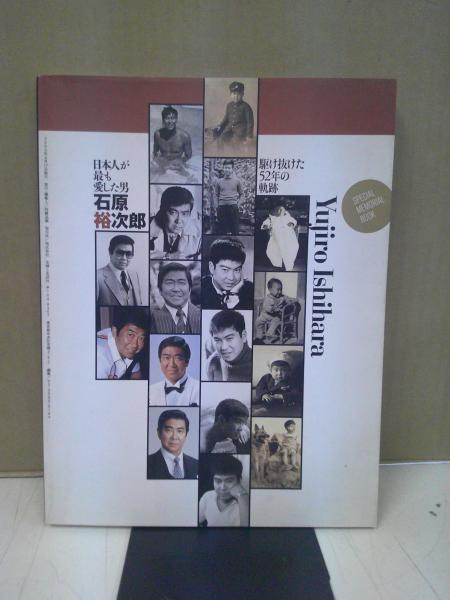 駆け抜けた
52年の
軌跡
Yujiro Ishihara
SPECIAL
MEMORIAL
BOOK
日本人が
最も
愛した男
石原
裕次郎